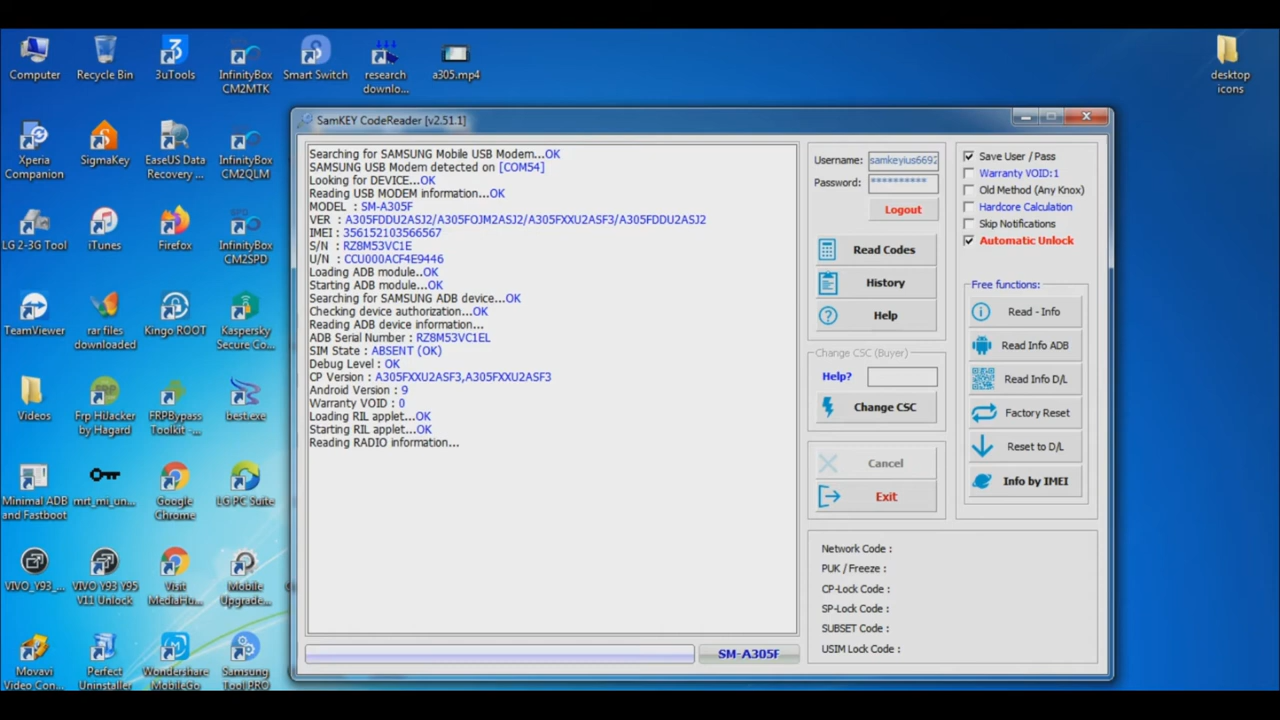 Computer
Recycle Bin
3uTools
InfinityBox
CM2MTK
Smart Switch
research
downlo...
a305.mp4
desktop
icons
Xperia
Companion
SigmaKey
EaseUS Data
Recovery ...
InfinityBox
CM2QLM
LG 2-3G Tool
iTunes
Firefox
InfinityBox
CM2SPD
TeamViewer
rar files
downloaded
Kingo ROOT
Kaspersky
Secure Co...
Videos
Frp Hijacker
by Hagard
FRPBypass
Toolkit -...
best.exe
Minimal ADB
and Fastboot
mrt_mi_un...
Google
Chrome
LG PC Suite
VIVO_Y93_...
VIVO Y93 Y95
V11 Unlock
Visit
MediaHu...
Mobile
Upgrade...
Movavi
Video Con...
Perfect
Uninstaller
Wondershare
MobileGo
Samsung
Tool PRO
SamKEY CodeReader [v2.51.1]
Searching for SAMSUNG Mobile USB Modem...OK
SAMSUNG USB Modem detected on [COM54]
Looking for DEVICE...OK
Reading USB MODEM information...OK
MODEL : SM-A305F
VER : A305FDDU2ASJ2/A305FOJM2ASJ2/A305FXXU2ASF3/A305FDDU2ASJ2
IMEI : 356152103566567
S/N : RZ8M53VC1E
U/N : CCU000ACF4E9446
Loading ADB module..OK
Starting ADB module...OK
Searching for SAMSUNG ADB device...OK
Checking device authorization...OK
Reading ADB device information...
ADB Serial Number : RZ8M53VC1EL
SIM State : ABSENT (OK)
Debug Level : OK
CP Version : A305FXXU2ASF3,A305FXXU2ASF3
Android Version : 9
Warranty VOID : 0
Loading RIL applet...OK
Starting RIL applet...OK
Reading RADIO information...
SM-A305F
Username: samkeyius6692
Password: **********
Logout
Read Codes
History
Help
Change CSC (Buyer)
Help?
Change CSC
Cancel
Exit
Save User / Pass
Warranty VOID:1
Old Method (Any Knox)
Hardcore Calculation
Skip Notifications
Automatic Unlock
Free functions:
Read - Info
Read Info ADB
Read Info D/L
Factory Reset
Reset to D/L
Info by IMEI
Network Code :
PUK / Freeze :
CP-Lock Code :
SP-Lock Code :
SUBSET Code :
USIM Lock Code :